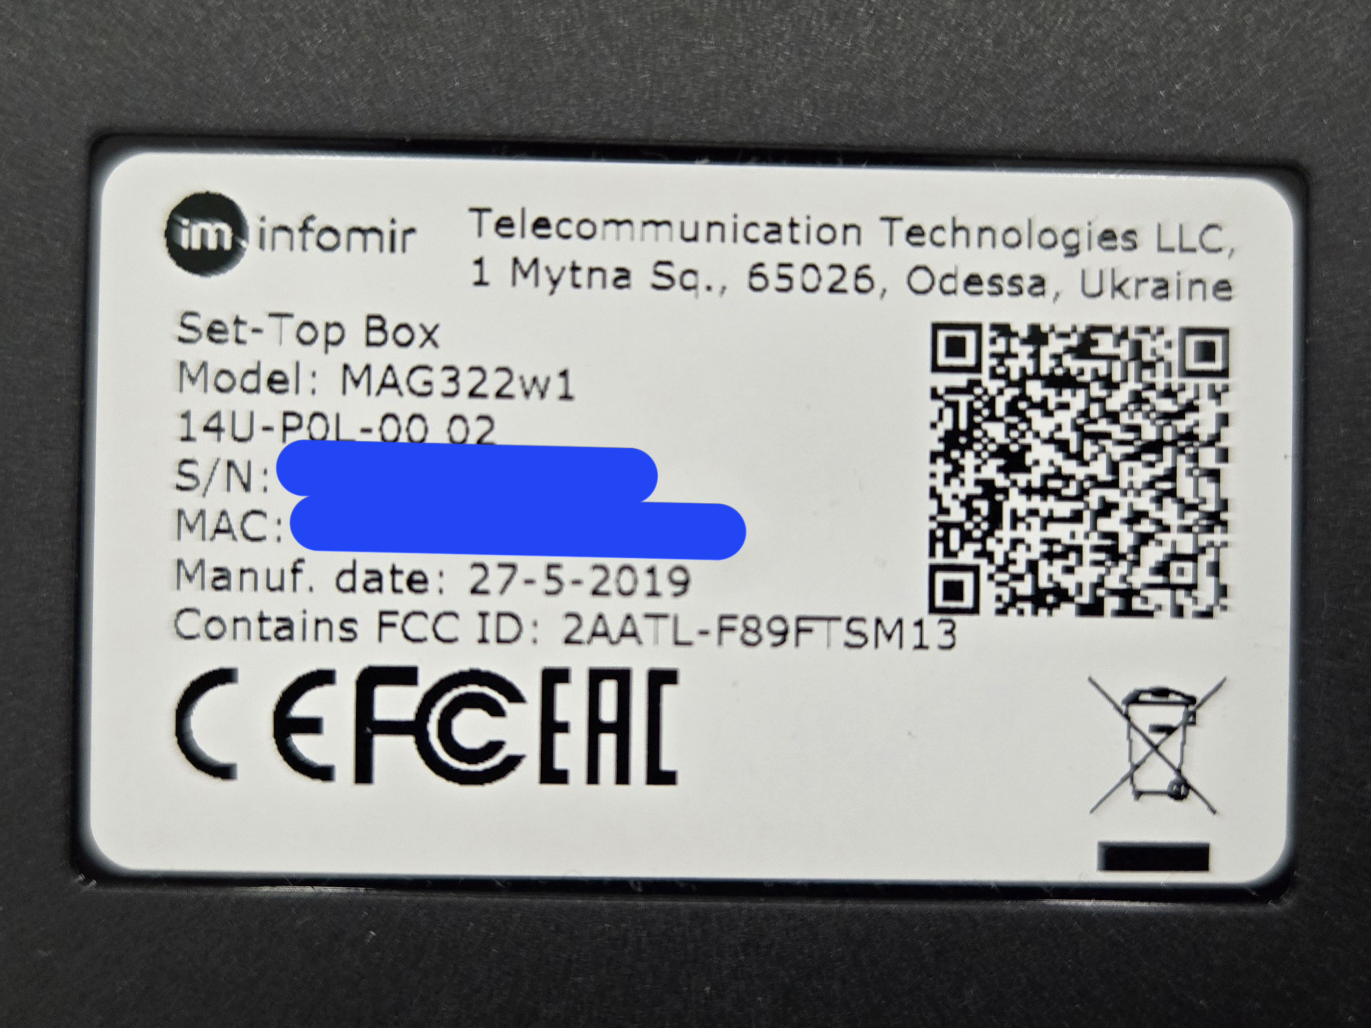 im infomir
Telecommunication Technologies LLC,
1 Mytna Sq., 65026, Odessa, Ukraine
Set-Top Box
Model: MAG322w1
14U-P0L-00 02
S/N:
MAC:
Manuf. date: 27-5-2019
Contains FCC ID: 2AATL-F89FTSM13
CE FC EAC